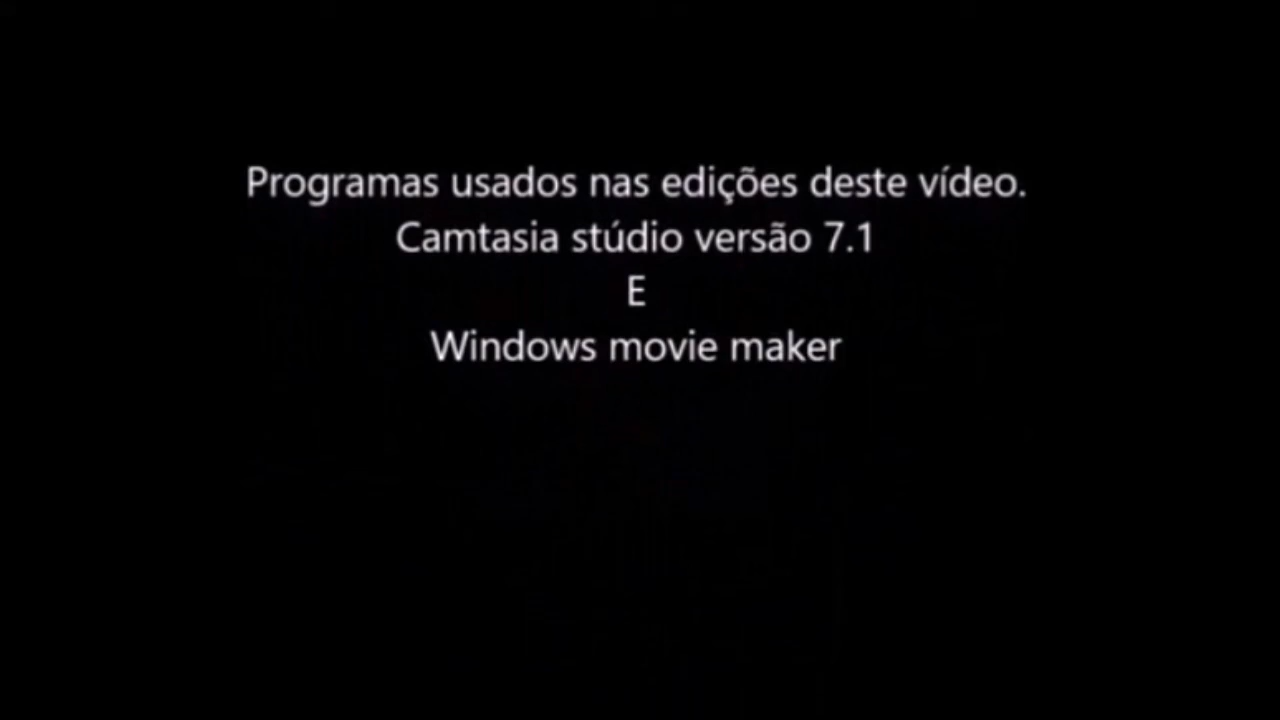 Programas usados nas edições deste vídeo.
Camtasia stúdio versão 7.1
E
Windows movie maker